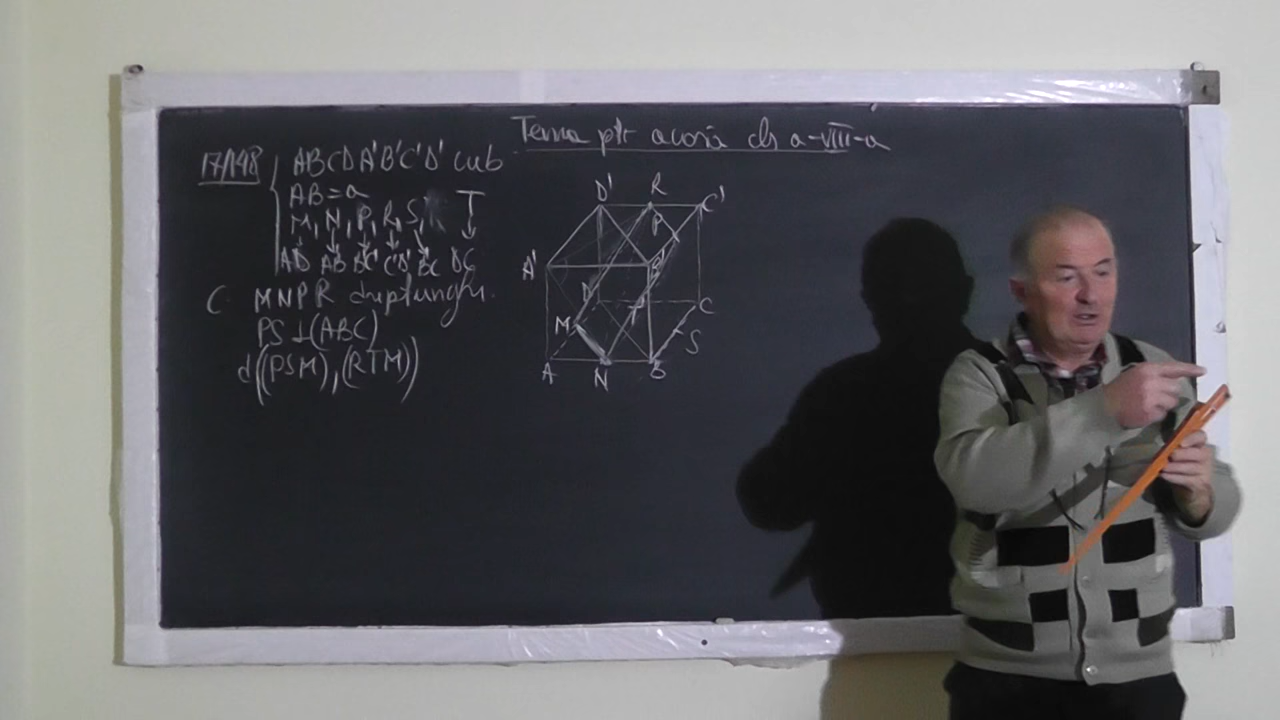 Tema ptr acasă cls a-VIII-a
17/148 ABCDA'B'C'D' cub
AB=a
M, N, P, R, S, T
↓ ↓ ↓ ↓ ↓ ↓
AD AB BC' C'D' BC DC
C. MNPR dreptunghi.
PS⊥(ABC)
d((PSM),(RTM))
D' R C'
P
A' B'
D C
M S
A N B